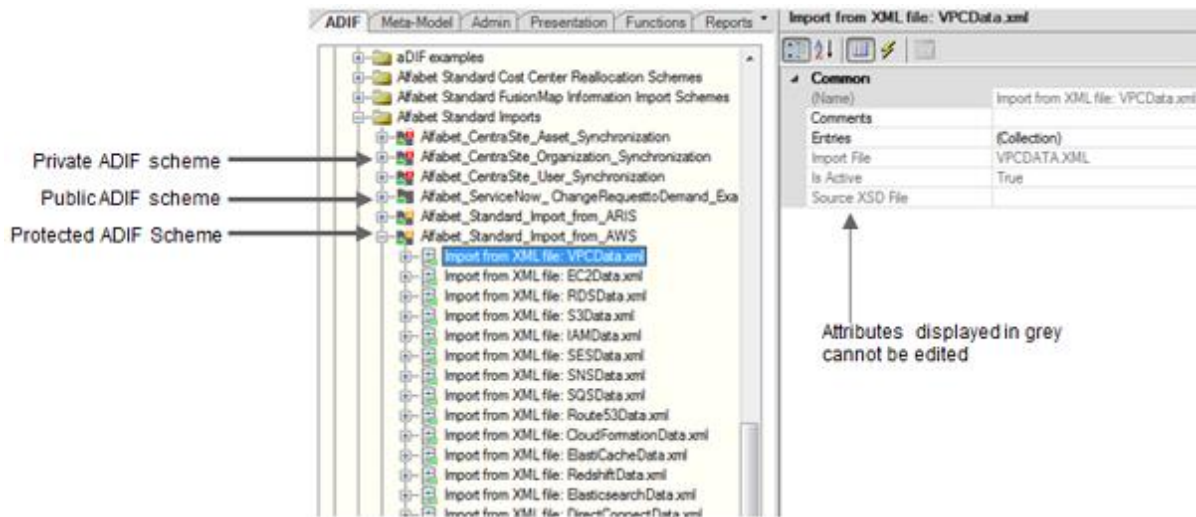 ADIF Meta-Model Admin Presentation Functions Reports
aDIF examples
Alfabet Standard Cost Center Reallocation Schemes
Alfabet Standard FusionMap Information Import Schemes
Alfabet Standard Imports
Alfabet_CentraSite_Asset_Synchronization
Private ADIF scheme
Alfabet_CentraSite_Organization_Synchronization
Alfabet_CentraSite_User_Synchronization
Public ADIF scheme
Alfabet_ServiceNow_ChangeRequesttoDemand_Exa
Alfabet_Standard_Import_from_ARIS
Protected ADIF Scheme
Alfabet_Standard_Import_from_AWS
Import from XML file: VPCData.xml
Import from XML file: EC2Data.xml
Import from XML file: RDSData.xml
Import from XML file: S3Data.xml
Import from XML file: IAMData.xml
Import from XML file: SESData.xml
Import from XML file: SNSData.xml
Import from XML file: SQSData.xml
Import from XML file: Route53Data.xml
Import from XML file: CloudFormationData.xml
Import from XML file: ElastiCacheData.xml
Import from XML file: RedshiftData.xml
Import from XML file: ElasticsearchData.xml
Import from XML file: DirectConnectData.xml
Import from XML file: VPCData.xml
Common
(Name) Import from XML file: VPCData.xml
Comments
Entries (Collection)
Import File VPCDATA.XML
Is Active True
Source XSD File
Attributes displayed in grey
cannot be edited